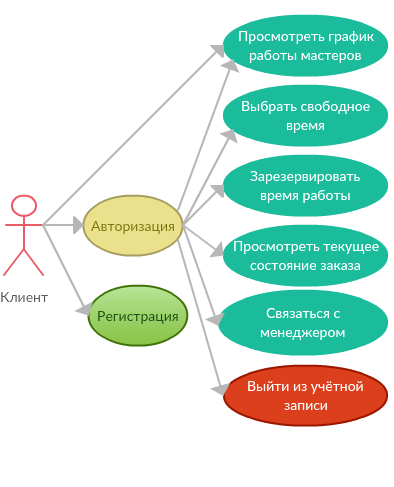 Просмотреть график
работы мастеров
Выбрать свободное
время
Зарезервировать
время работы
Авторизация
Просмотреть текущее
состояние заказа
Клиент
Регистрация
Связаться с
менеджером
Выйти из учётной
записи